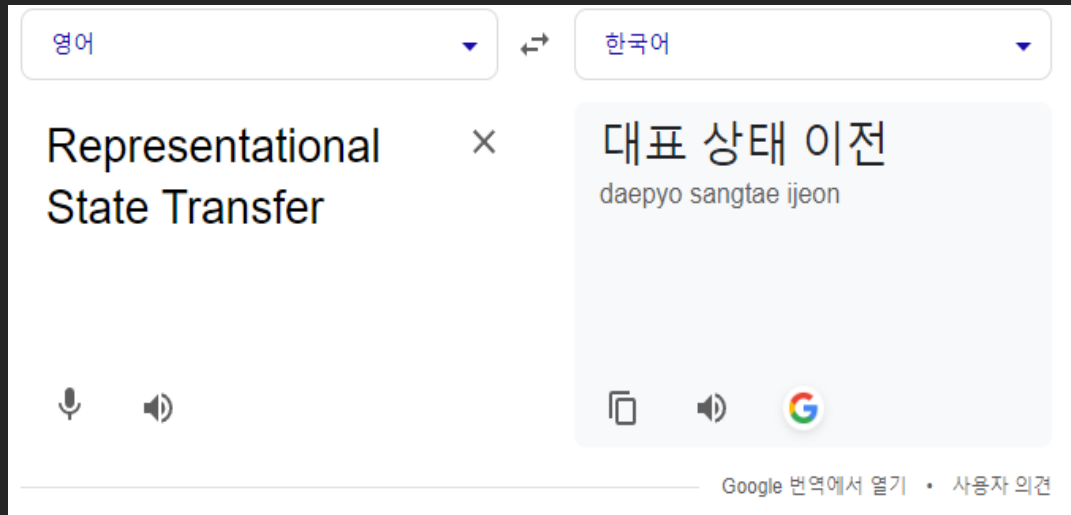 영어
한국어
Representational
State Transfer
대표 상태 이전
daepyo sangtae ijeon
Google 번역에서 열기 • 사용자 의견